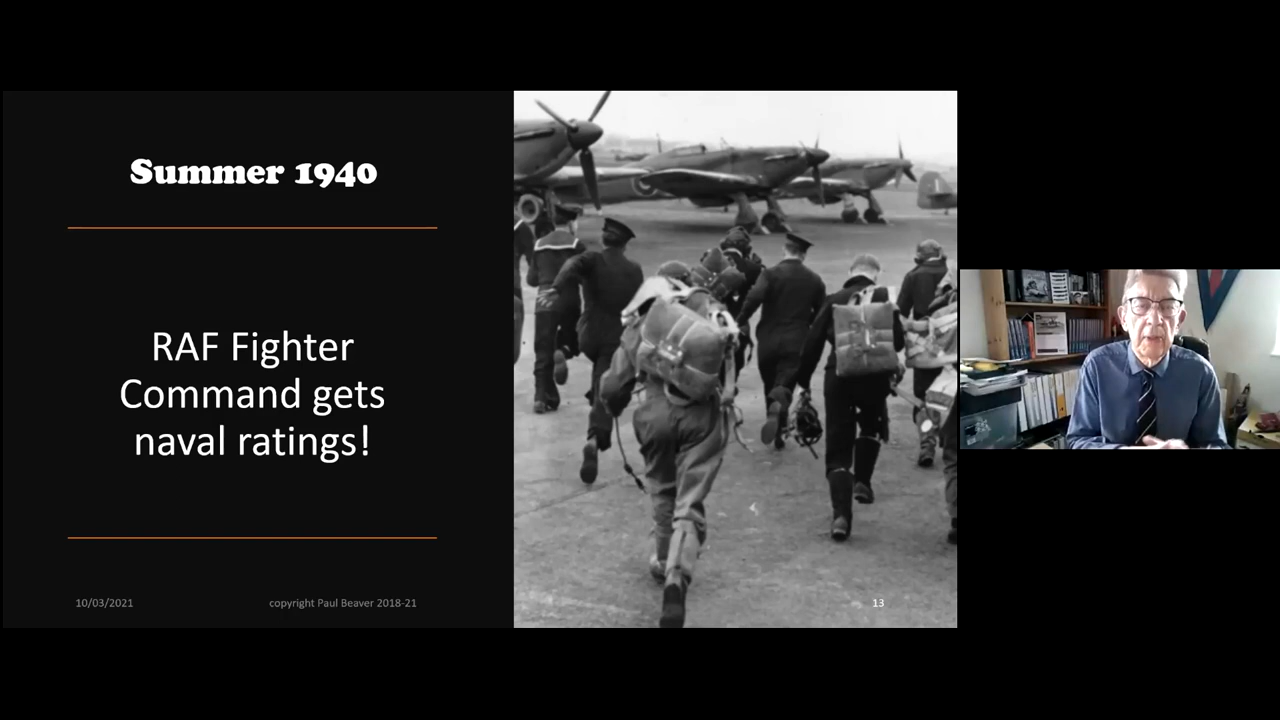 Summer 1940
RAF Fighter
Command gets
naval ratings!
10/03/2021
copyright Paul Beaver 2018-21
13